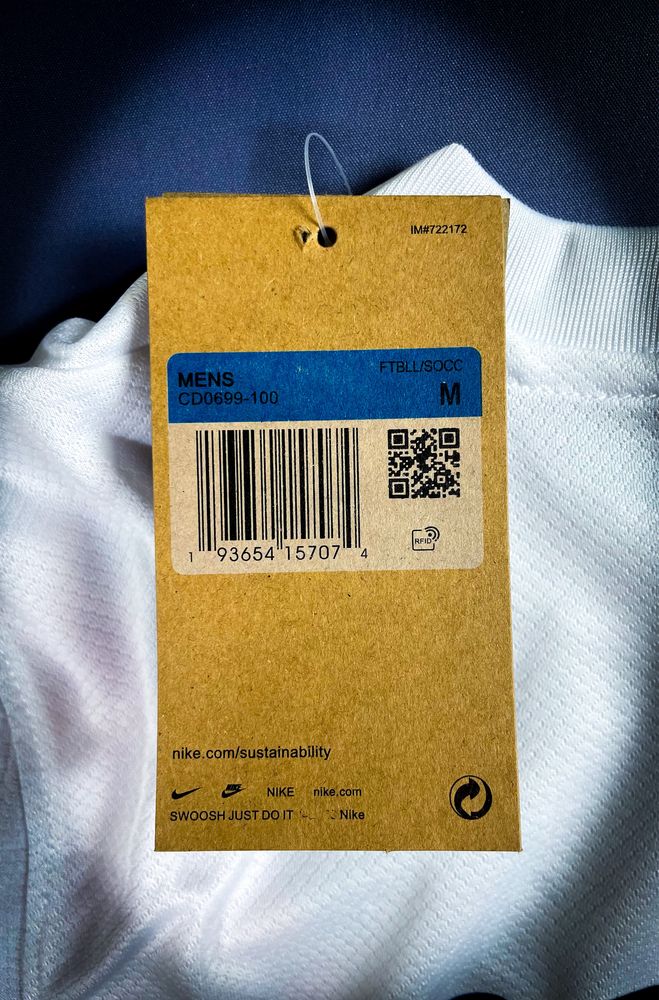 IM#722172
MENS FTBLL/SOCC
CD0699-100 M
1 93654 15707 4
RFID
nike.com/sustainability
NIKE nike.com
SWOOSH JUST DO IT Nike